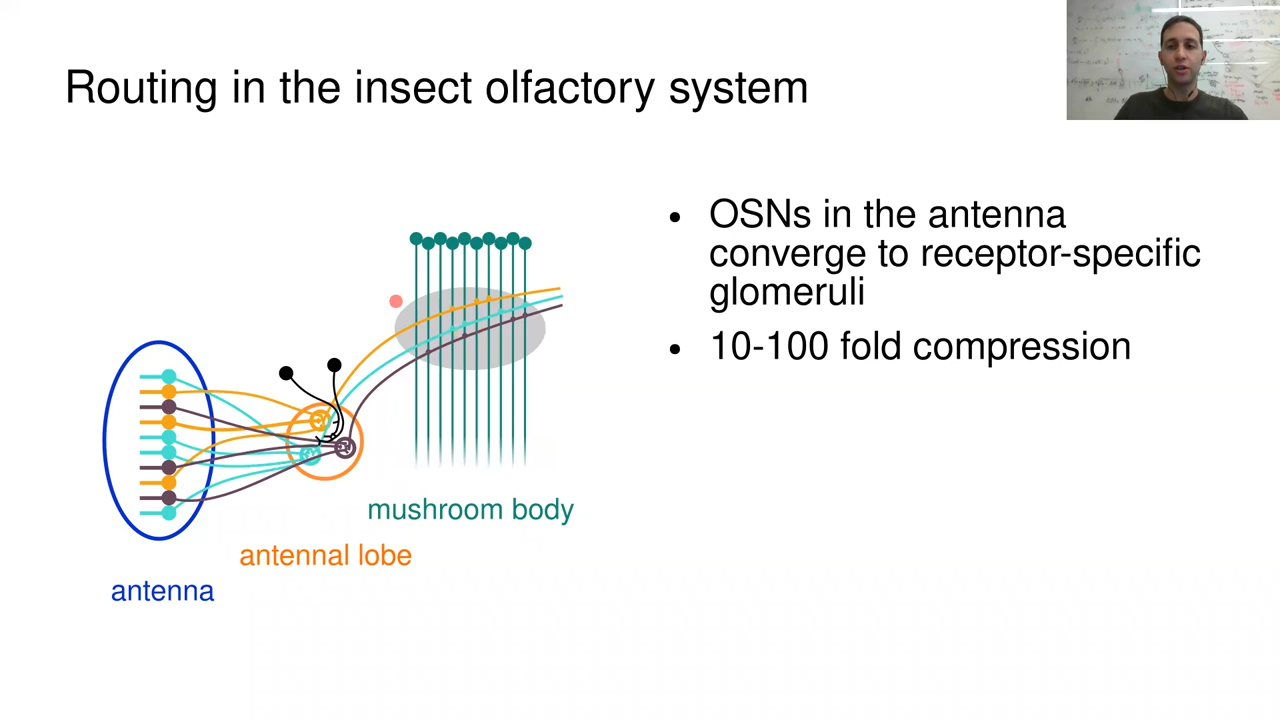 Routing in the insect olfactory system
OSNs in the antenna
converge to receptor-specific
glomeruli
10-100 fold compression
mushroom body
antennal lobe
antenna